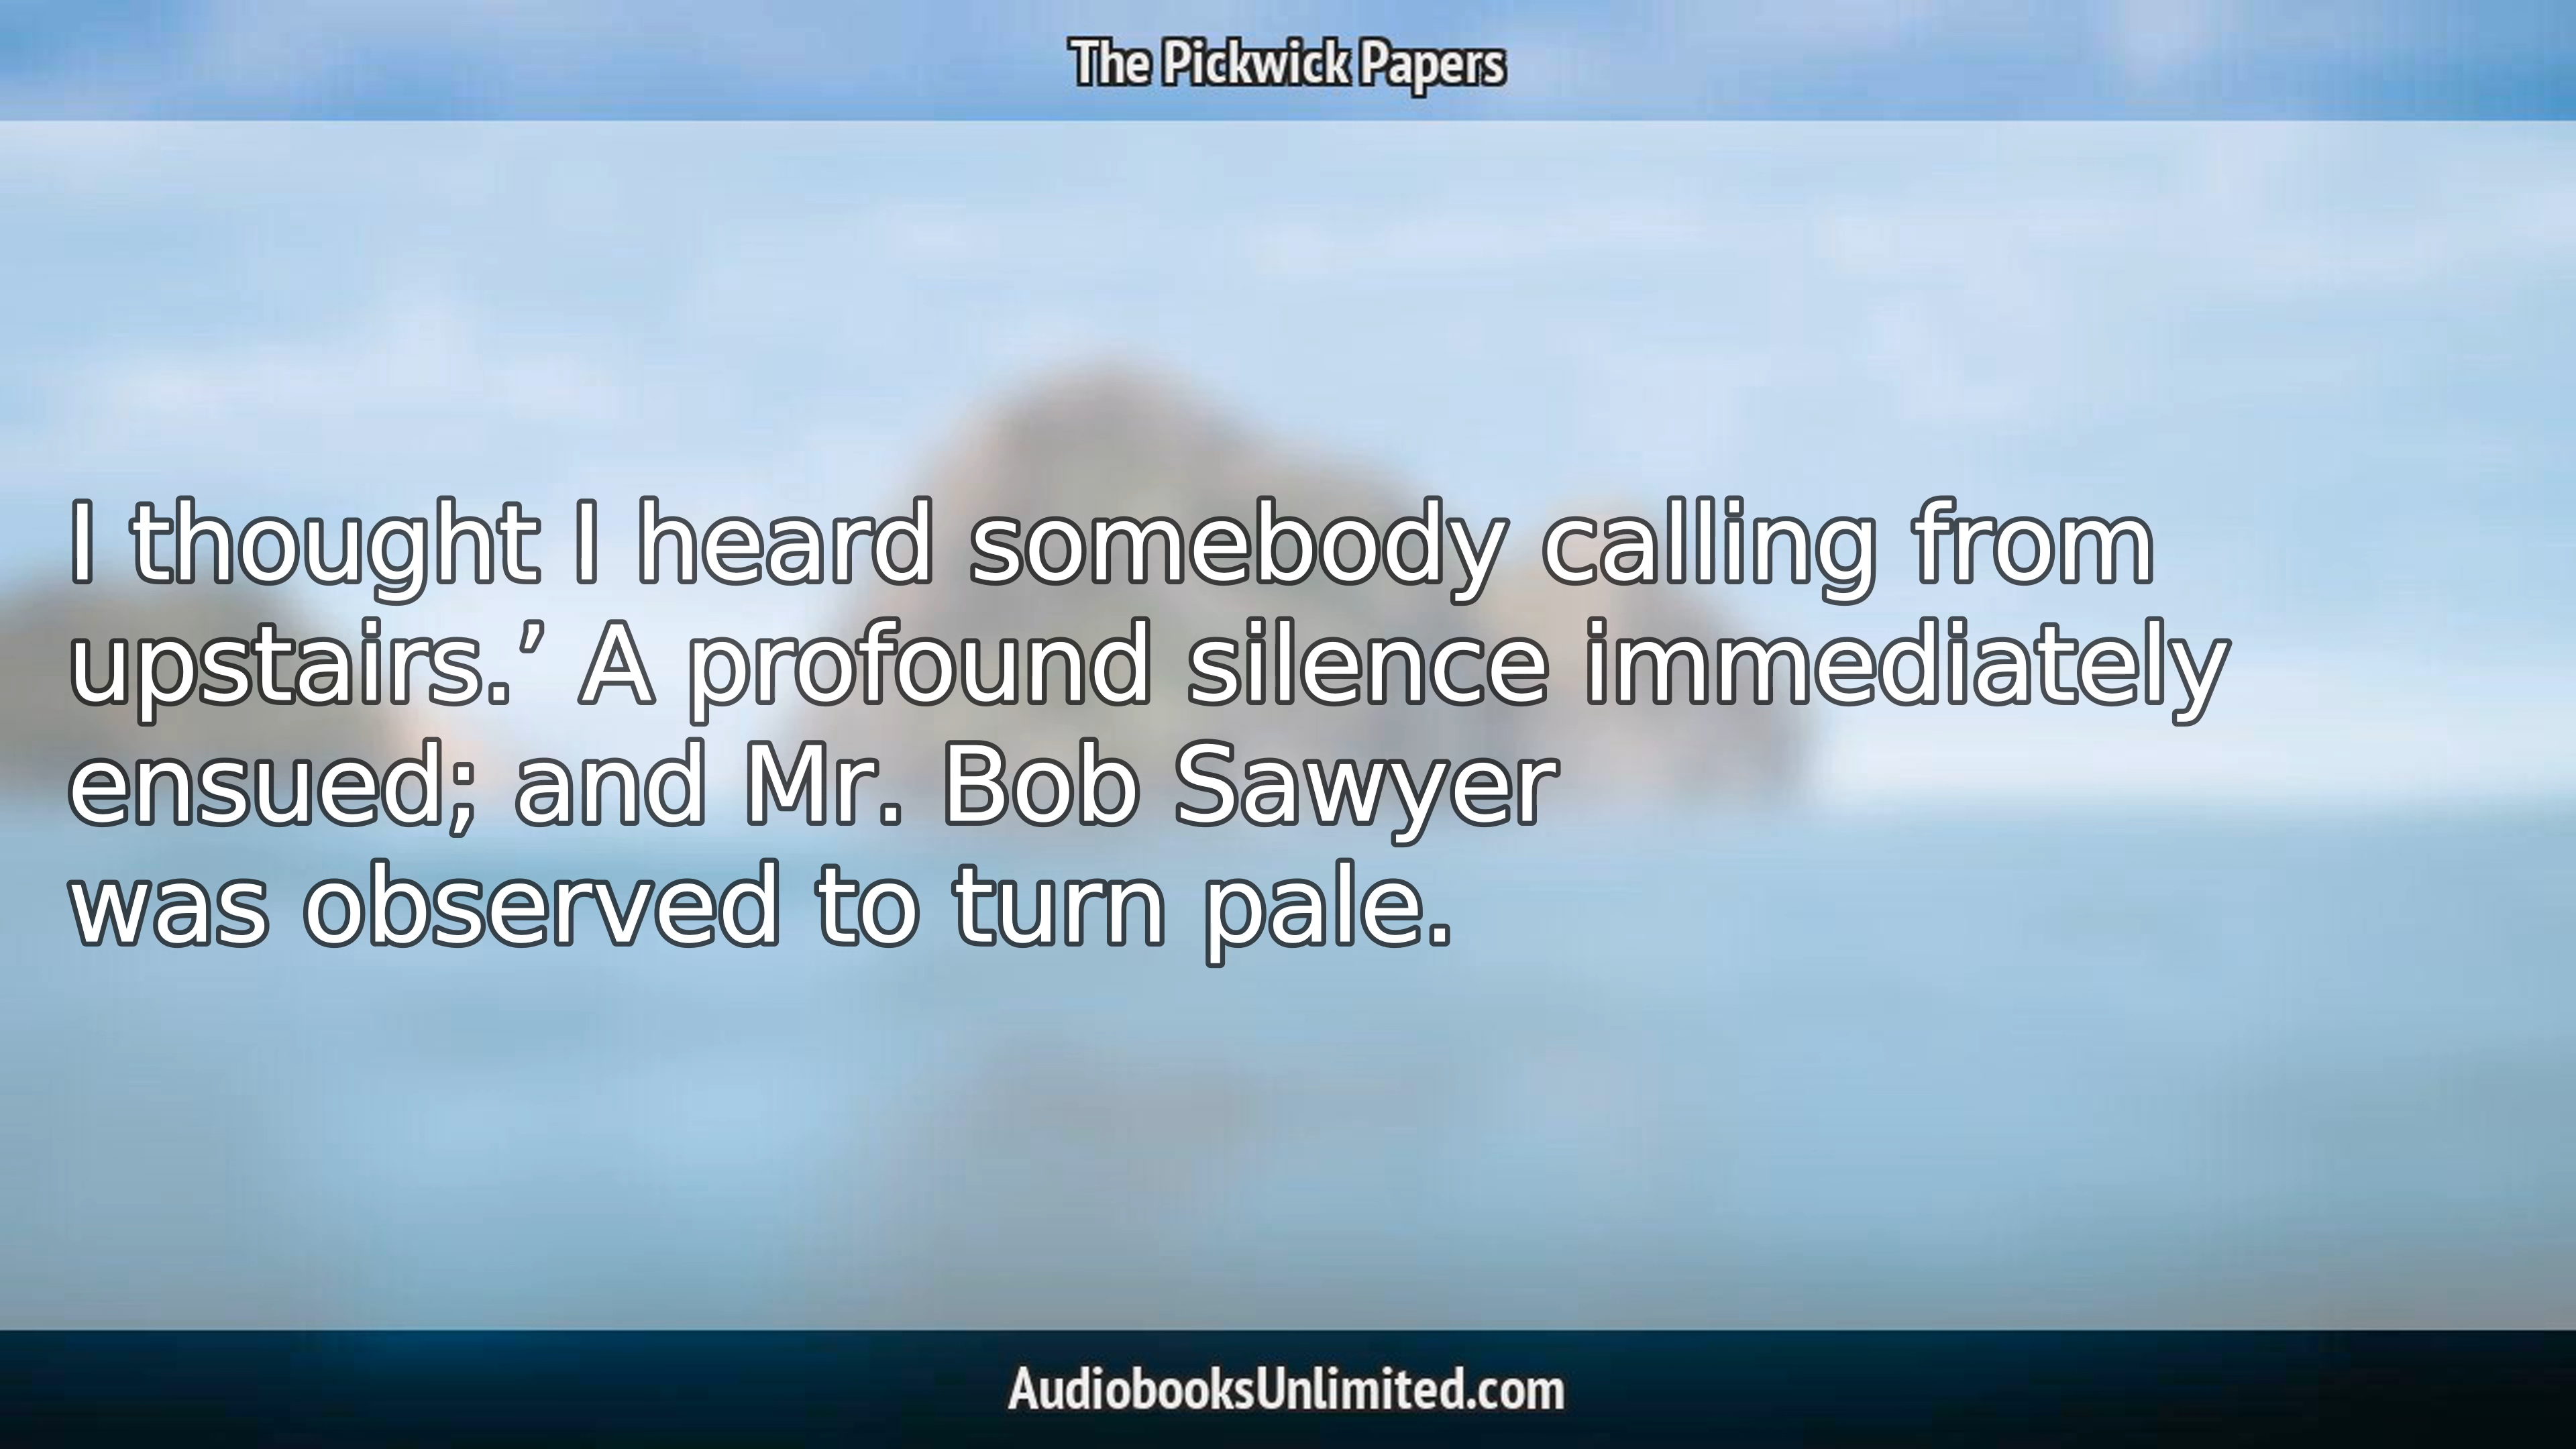 The Pickwick Papers
I thought I heard somebody calling from
upstairs.’ A profound silence immediately
ensued; and Mr. Bob Sawyer
was observed to turn pale.
AudiobooksUnlimited.com